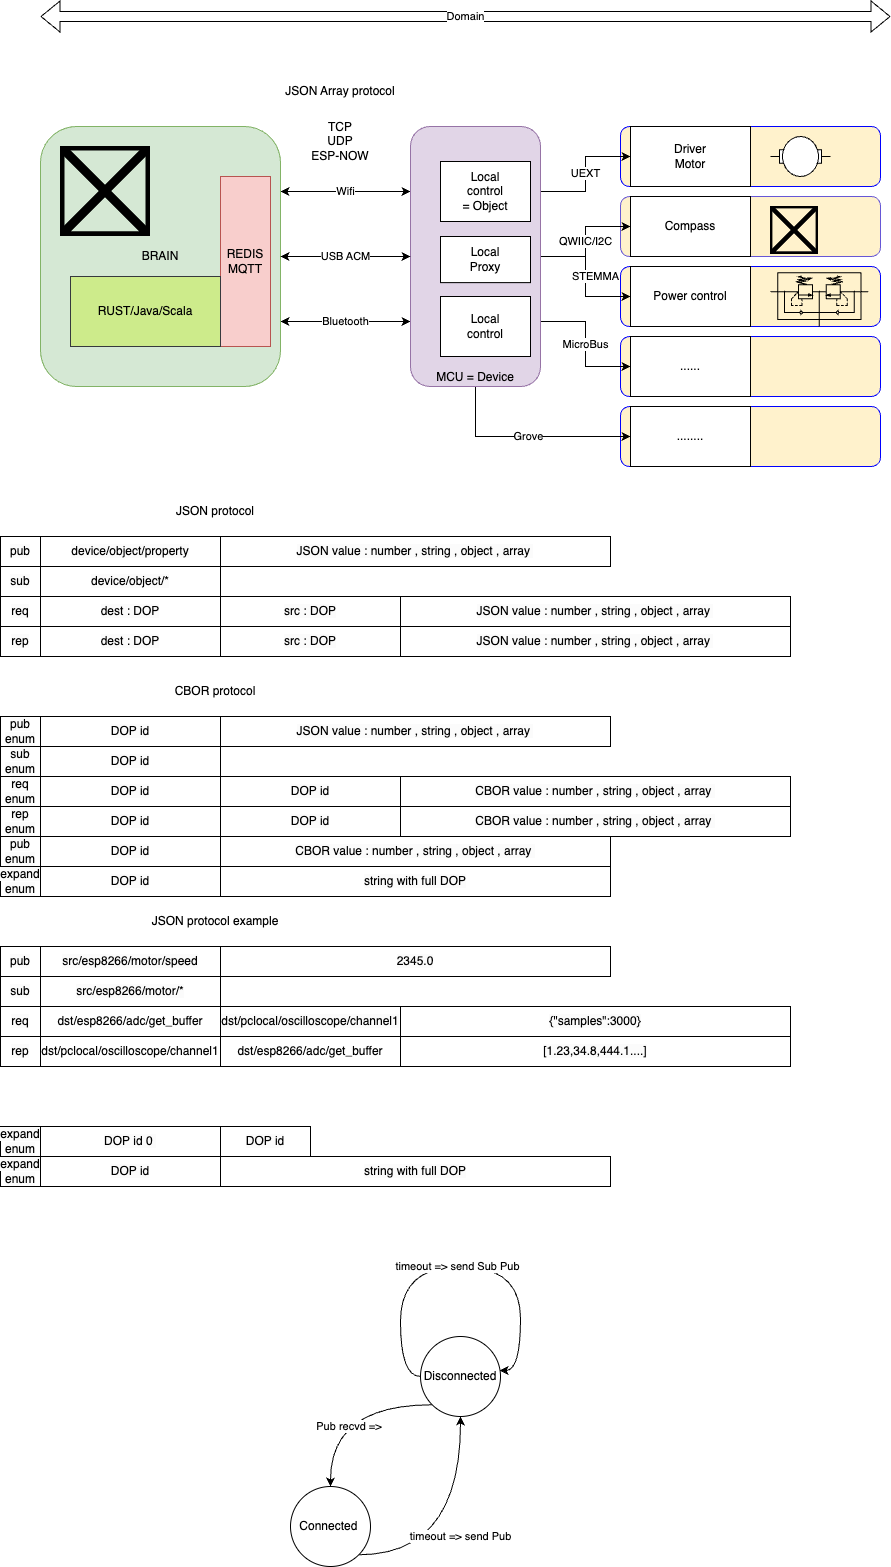 Domain
JSON Array protocol
TCP
UDP
ESP-NOW
Wifi
USB ACM
Bluetooth
BRAIN
REDIS
MQTT
RUST/Java/Scala
Local
control
= Object
Local
Proxy
Local
control
MCU = Device
UEXT
QWIIC/I2C
STEMMA
MicroBus
Grove
Driver
Motor
Compass
Power control
......
........
JSON protocol
pub device/object/property JSON value : number , string , object , array
sub device/object/*
req dest : DOP src : DOP JSON value : number , string , object , array
rep dest : DOP src : DOP JSON value : number , string , object , array
CBOR protocol
pub
enum DOP id JSON value : number , string , object , array
sub
enum DOP id
req
enum DOP id DOP id CBOR value : number , string , object , array
rep
enum DOP id DOP id CBOR value : number , string , object , array
pub
enum DOP id CBOR value : number , string , object , array
expand
enum DOP id string with full DOP
JSON protocol example
pub src/esp8266/motor/speed 2345.0
sub src/esp8266/motor/*
req dst/esp8266/adc/get_buffer dst/pclocal/oscilloscope/channel1 {"samples":3000}
rep dst/pclocal/oscilloscope/channel1 dst/esp8266/adc/get_buffer [1.23,34.8,444.1....]
expand
enum DOP id 0 DOP id
expand
enum DOP id string with full DOP
timeout => send Sub Pub
Disconnected
Pub recvd =>
Connected
timeout => send Pub